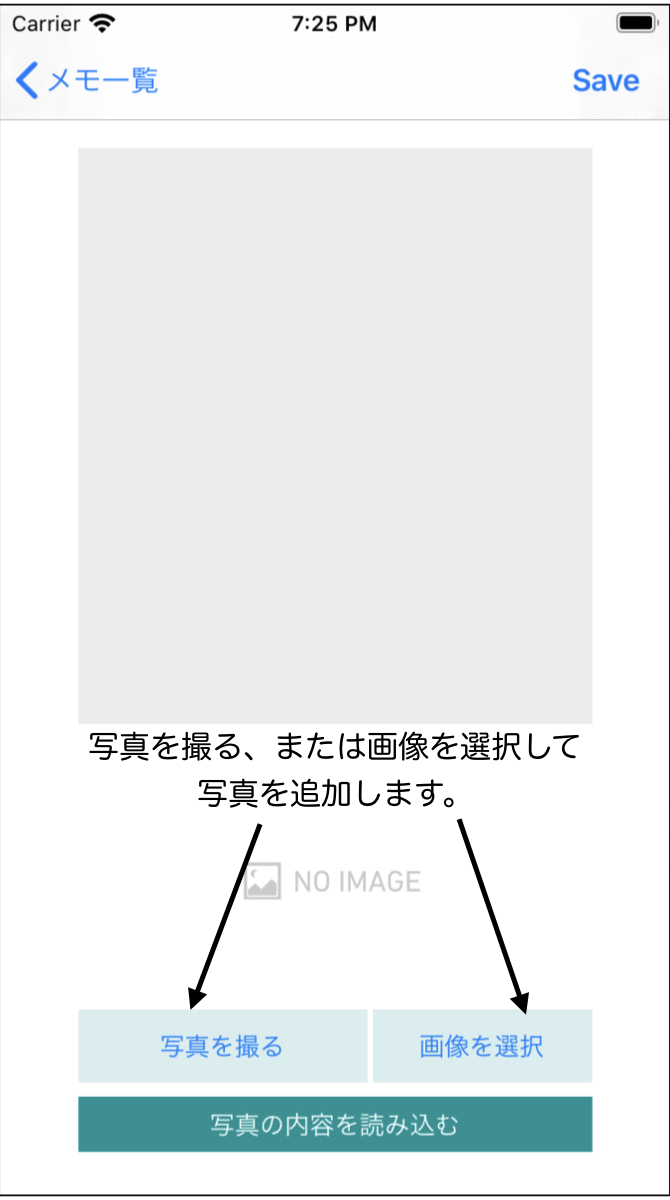 Carrier 7:25 PM
メモ一覧 Save
写真を撮る、または画像を選択して
写真を追加します。
NO IMAGE
写真を撮る 画像を選択
写真の内容を読み込む